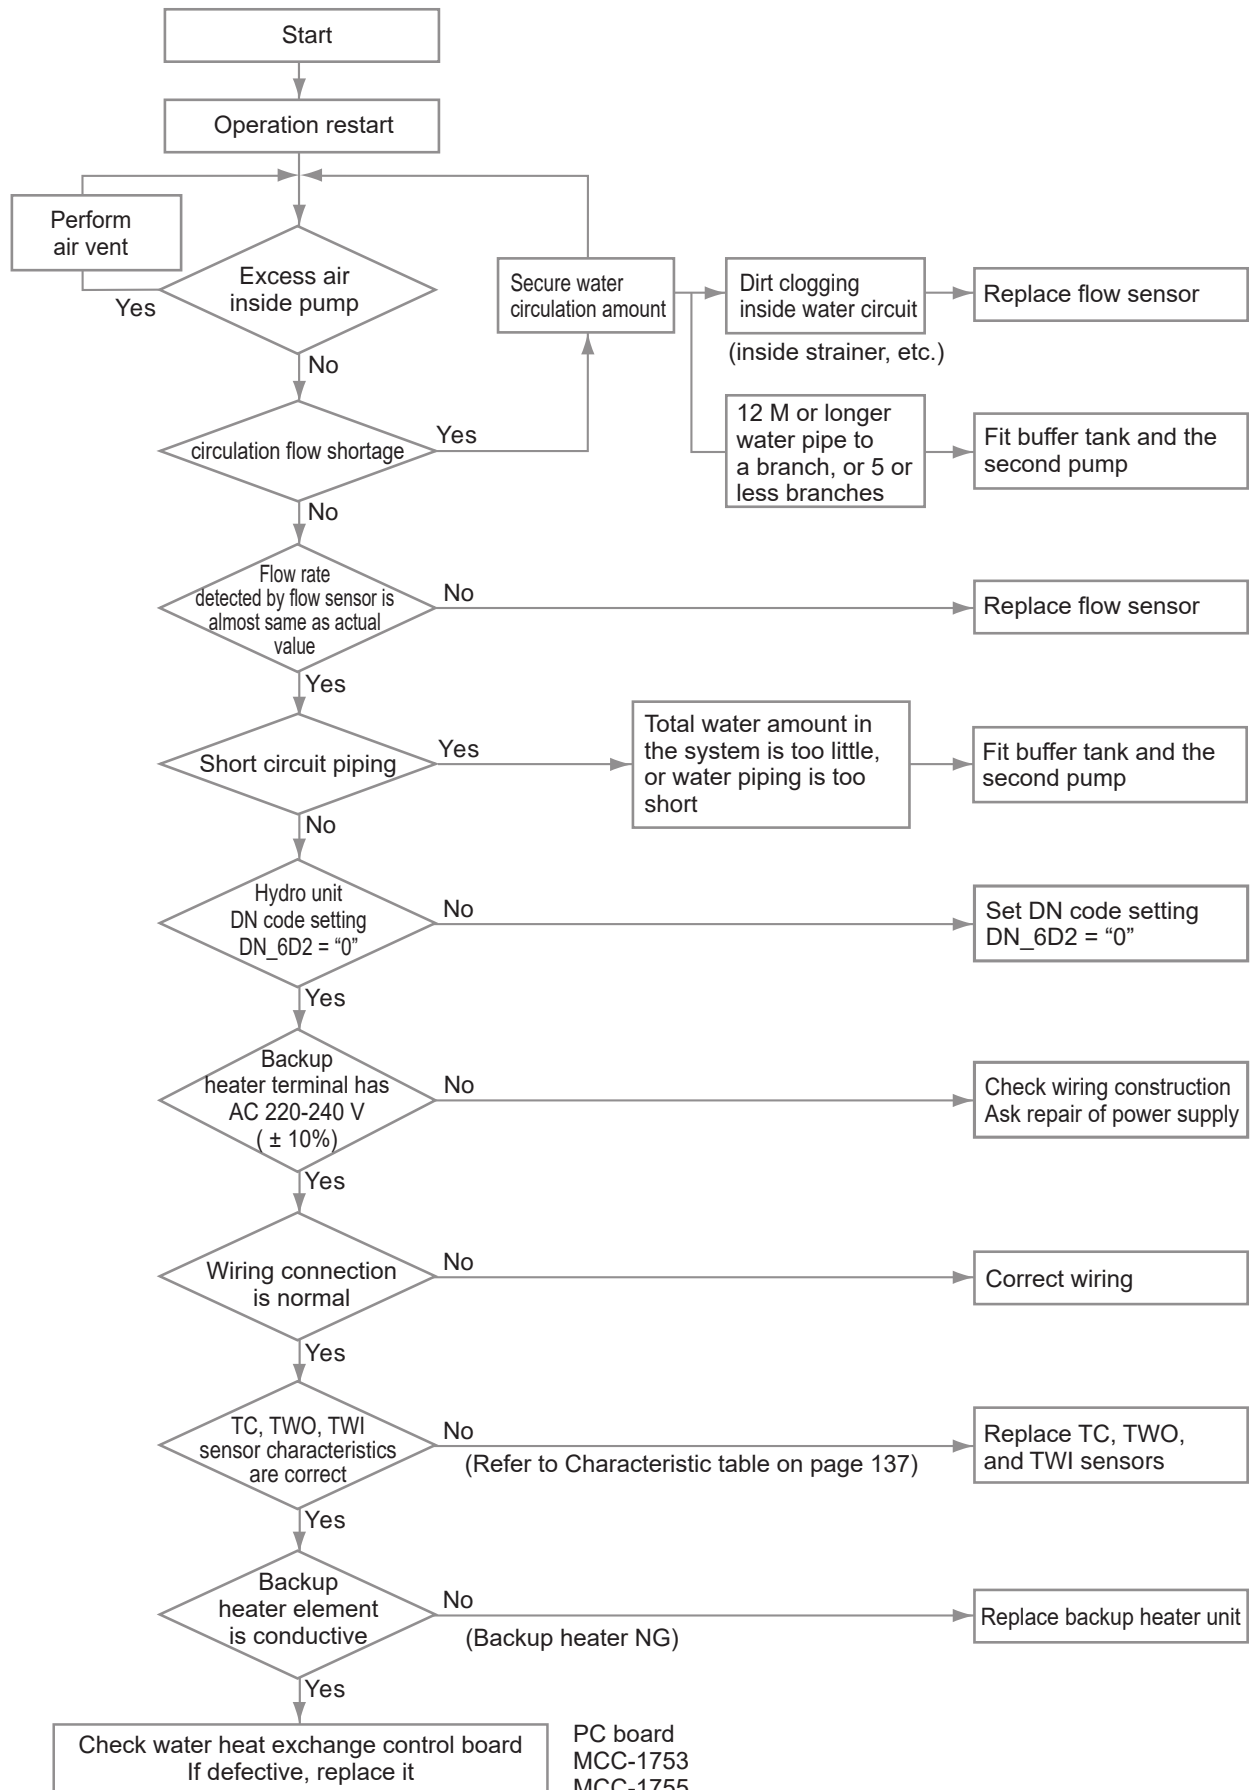 Start
Operation restart
Perform
air vent
Excess air
inside pump
Yes
No
Secure water
circulation amount
Dirt clogging
inside water circuit
(inside strainer, etc.)
Replace flow sensor
12 M or longer
water pipe to
a branch, or 5 or
less branches
Fit buffer tank and the
second pump
circulation flow shortage
Yes
No
Flow rate
detected by flow sensor is
almost same as actual
value
No
Replace flow sensor
Yes
Short circuit piping
Yes
Total water amount in
the system is too little,
or water piping is too
short
Fit buffer tank and the
second pump
No
Hydro unit
DN code setting
DN_6D2 = “0”
No
Set DN code setting
DN_6D2 = “0”
Yes
Backup
heater terminal has
AC 220-240 V
( ± 10%)
No
Check wiring construction
Ask repair of power supply
Yes
Wiring connection
is normal
No
Correct wiring
Yes
TC, TWO, TWI
sensor characteristics
are correct
No
(Refer to Characteristic table on page 137)
Replace TC, TWO,
and TWI sensors
Yes
Backup
heater element
is conductive
No
(Backup heater NG)
Replace backup heater unit
Yes
Check water heat exchange control board
If defective, replace it
PC board
MCC-1753
MCC-1755